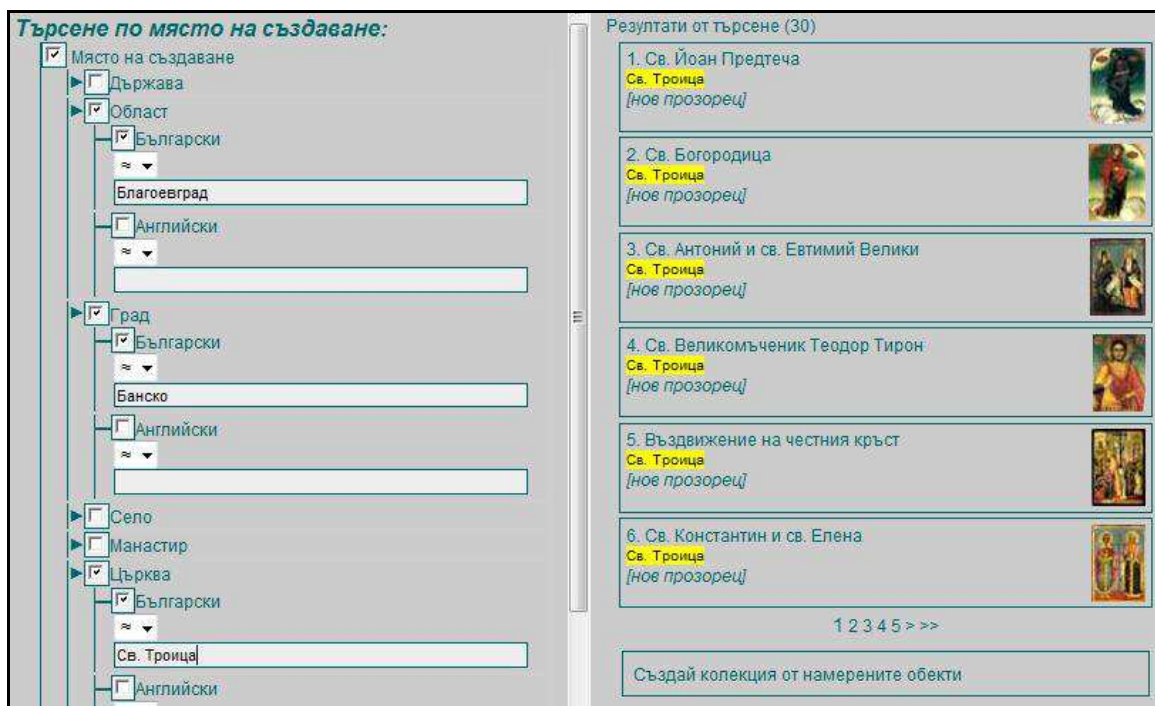 Търсене по място на създаване:
Място на създаване
Държава
Област
Български
≈
Благоевград
Английски
≈
Град
Български
≈
Банско
Английски
≈
Село
Манастир
Църква
Български
≈
Св. Троица
Английски
Резултати от търсене (30)
1. Св. Йоан Предтеча
Св. Троица
[нов прозорец]
2. Св. Богородица
Св. Троица
[нов прозорец]
3. Св. Антоний и св. Евтимий Велики
Св. Троица
[нов прозорец]
4. Св. Великомъченик Теодор Тирон
Св. Троица
[нов прозорец]
5. Въздвижение на честния кръст
Св. Троица
[нов прозорец]
6. Св. Константин и св. Елена
Св. Троица
[нов прозорец]
1 2 3 4 5 > >>
Създай колекция от намерените обекти